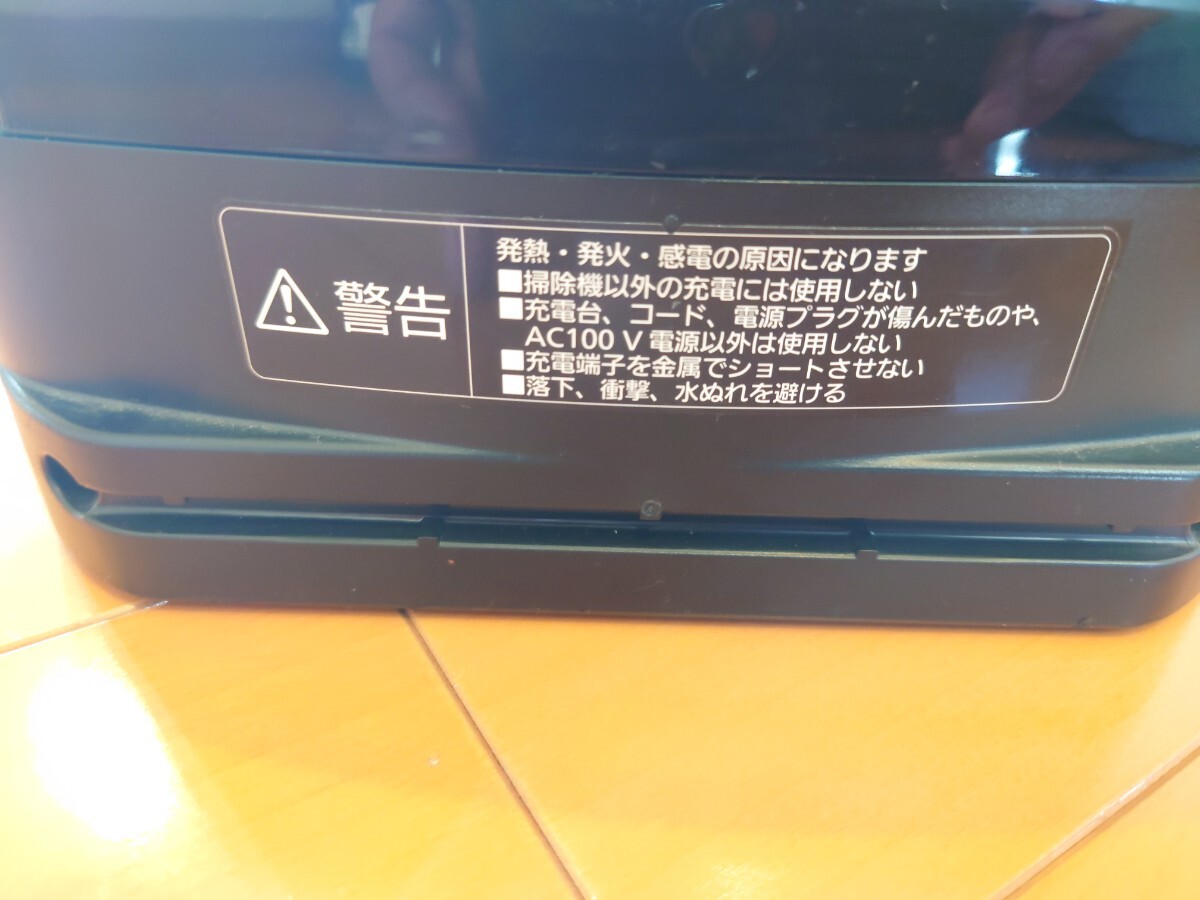 警告
発熱・発火・感電の原因になります
■掃除機以外の充電には使用しない
■充電台、コード、電源プラグが傷んだものや、
AC100 V 電源以外は使用しない
■充電端子を金属でショートさせない
■落下、衝撃、水ぬれを避ける